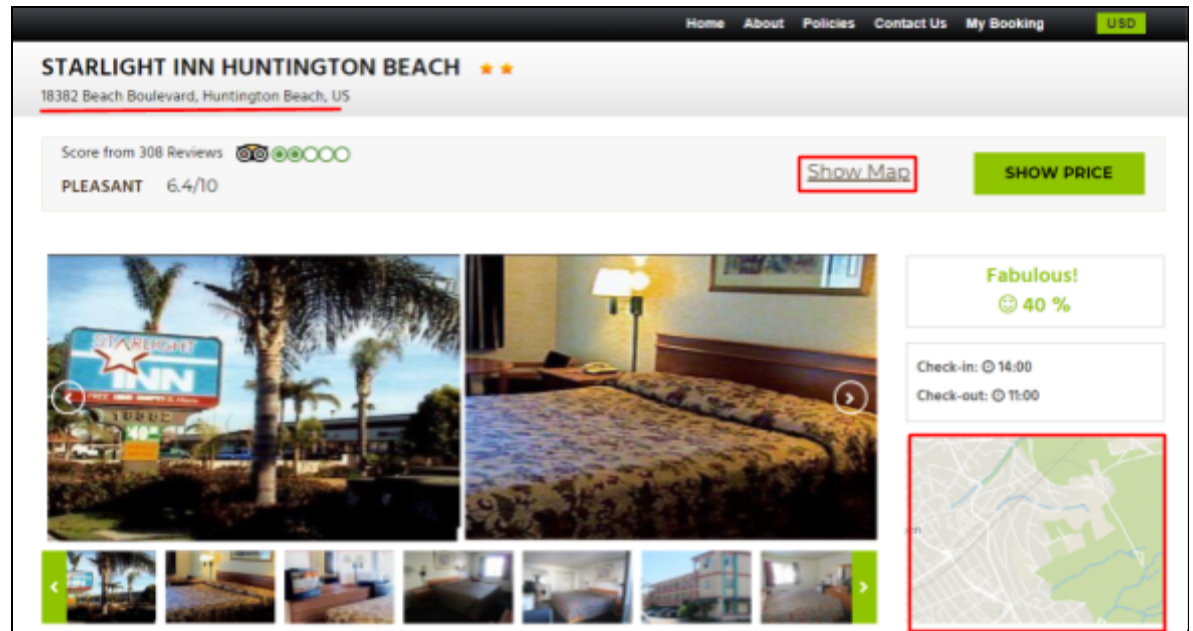 Home About Policies Contact Us My Booking USD
STARLIGHT INN HUNTINGTON BEACH
18382 Beach Boulevard, Huntington Beach, US
Score from 308 Reviews
PLEASANT 6.4/10
Show Map
SHOW PRICE
STARLIGHT
INN
Fabulous!
40 %
Check-in: 14:00
Check-out: 11:00